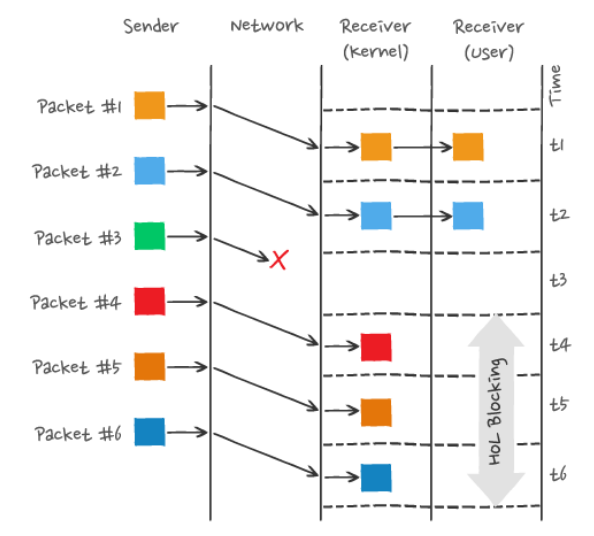 Sender
Network
Receiver
(kernel)
Receiver
(user)
Time
Packet #1
t1
Packet #2
t2
Packet #3
t3
Packet #4
t4
Packet #5
t5
Packet #6
t6
HoL Blocking